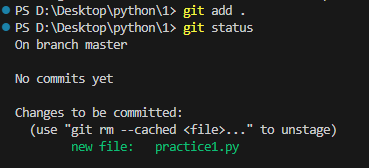 PS D:\Desktop\python\1> git add .
PS D:\Desktop\python\1> git status
On branch master
No commits yet
Changes to be committed:
(use "git rm --cached <file>..." to unstage)
new file: practice1.py